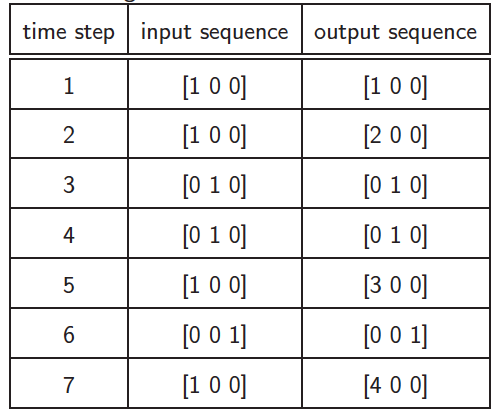 time step input sequence output sequence
1 [1 0 0] [1 0 0]
2 [1 0 0] [2 0 0]
3 [0 1 0] [0 1 0]
4 [0 1 0] [0 1 0]
5 [1 0 0] [3 0 0]
6 [0 0 1] [0 0 1]
7 [1 0 0] [4 0 0]